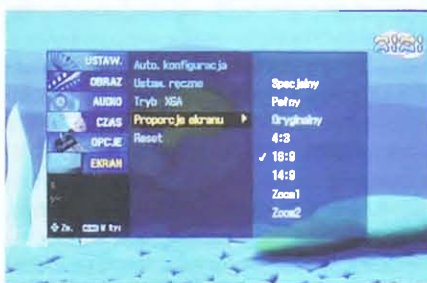 USTAW.
OBRAZ
AUDIO
CZAS
OPCJE
EKRAN
Auto. konfiguracja
Ustaw. ręczne
Tryb XGA
Proporcje ekranu
Reset
Specjalny
Pełny
Oryginalny
4:3
✓ 16:9
14:9
Zoom1
Zoom2